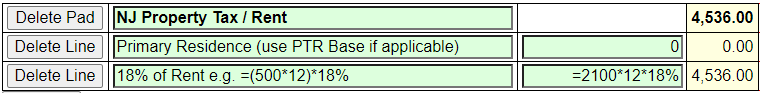 Delete Pad NJ Property Tax / Rent 4,536.00
Delete Line Primary Residence (use PTR Base if applicable) 0 0.00
Delete Line 18% of Rent e.g. =(500*12)*18% =2100*12*18% 4,536.00